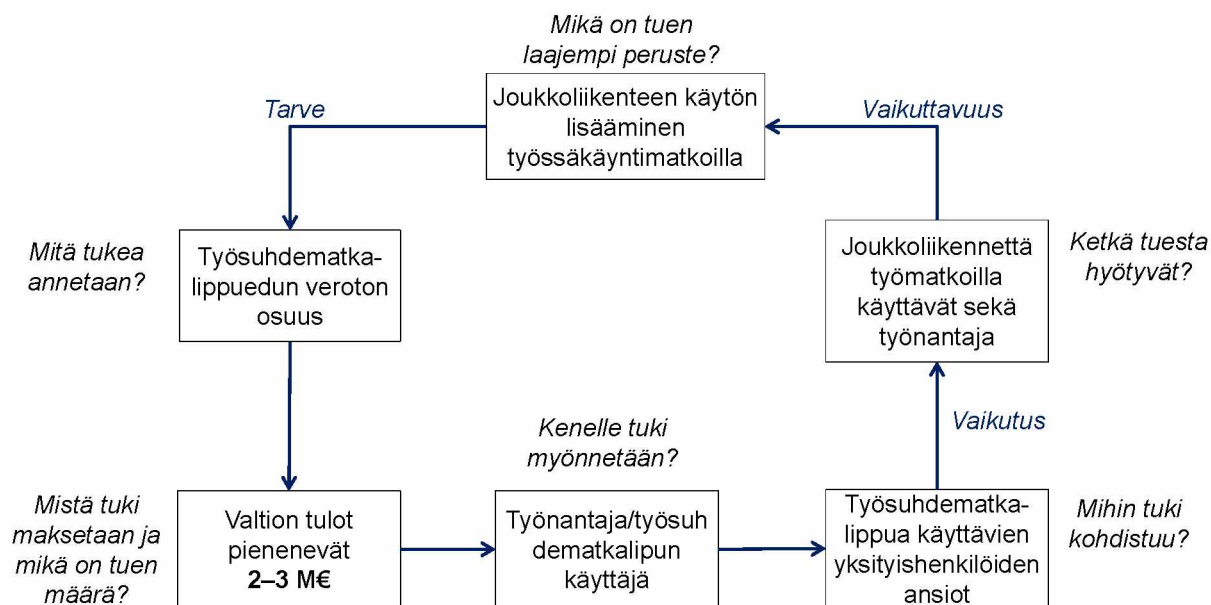 Mikä on tuen
laajempi peruste?
Tarve
Joukkoliikenteen käytön
lisääminen
työssäkäyntimatkoilla
Vaikuttavuus
Mitä tukea
annetaan?
Työsuhdematka-
lippuedun veroton
osuus
Joukkoliikennettä
työmatkoilla
käyttävät sekä
työnantaja
Ketkä tuesta
hyötyvät?
Vaikutus
Kenelle tuki
myönnetään?
Mistä tuki
maksetaan ja
mikä on tuen
määrä?
Valtion tulot
pienenevät
2–3 M€
Työnantaja/työsuh
dematkalipun
käyttäjä
Työsuhdematka-
lippua käyttävien
yksityishenkilöiden
ansiot
Mihin tuki
kohdistuu?